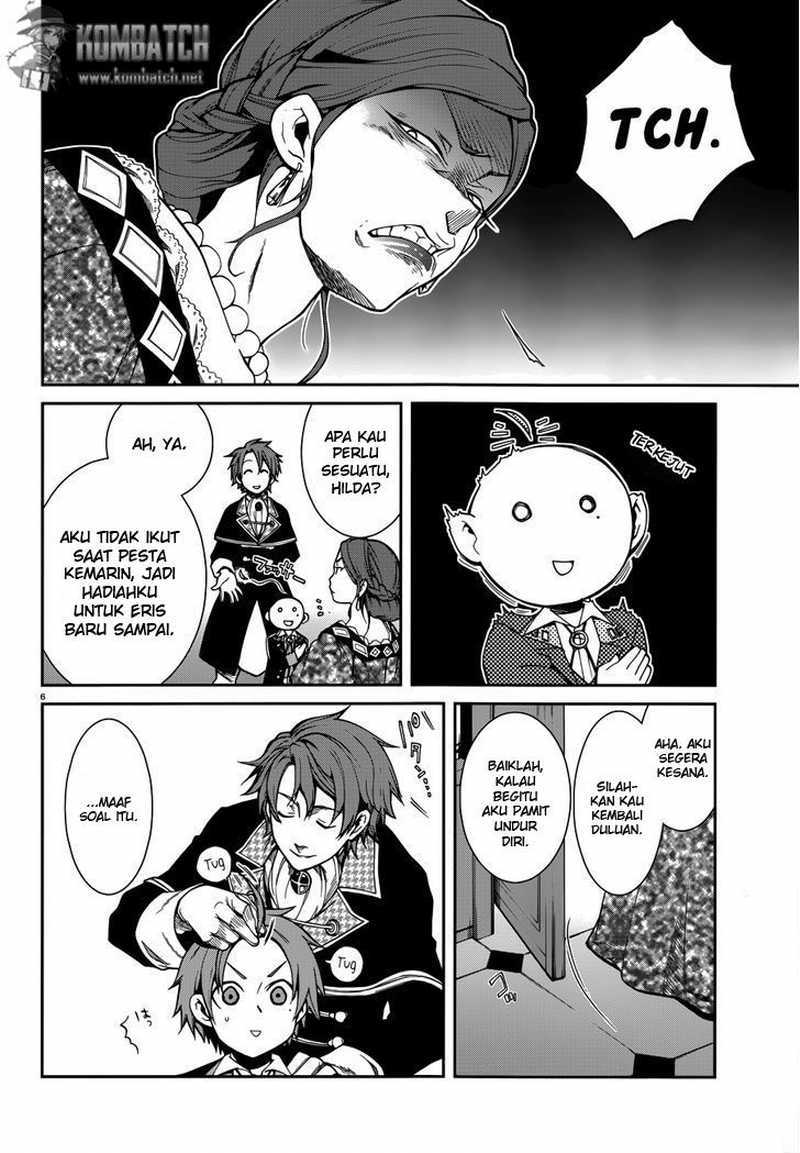 KOMBATCH
www.kombatch.net
TCH.
TERKEJUT
APA KAU
PERLU
SESUATU,
HILDA?
AH, YA.
AKU TIDAK IKUT
SAAT PESTA
KEMARIN, JADI
HADIAHKU
UNTUK ERIS
BARU SAMPAI.
6
AHA. AKU
SEGERA
KESANA.
SILAH-
KAN KAU
KEMBALI
DULUAN.
BAIKLAH,
KALAU
BEGITU
AKU PAMIT
UNDUR
DIRI.
...MAAF
SOAL ITU.
Tug
Tug